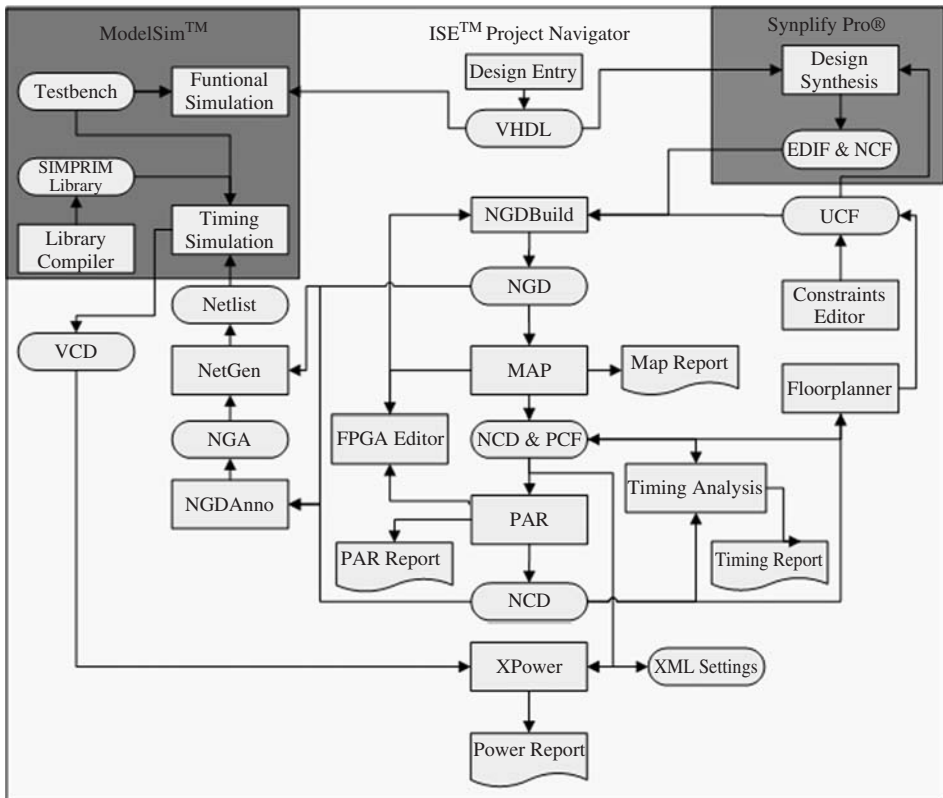 ModelSim™
ISE™ Project Navigator
Synplify Pro®
Testbench
Funtional
Simulation
Design Entry
VHDL
Design
Synthesis
EDIF & NCF
SIMPRIM
Library
Library
Compiler
Timing
Simulation
NGDBuild
UCF
Netlist
NGD
Constraints
Editor
VCD
NetGen
MAP
Map Report
Floorplanner
NGA
FPGA Editor
NCD & PCF
NGDAnno
PAR
Timing Analysis
PAR Report
Timing Report
NCD
XPower
XML Settings
Power Report